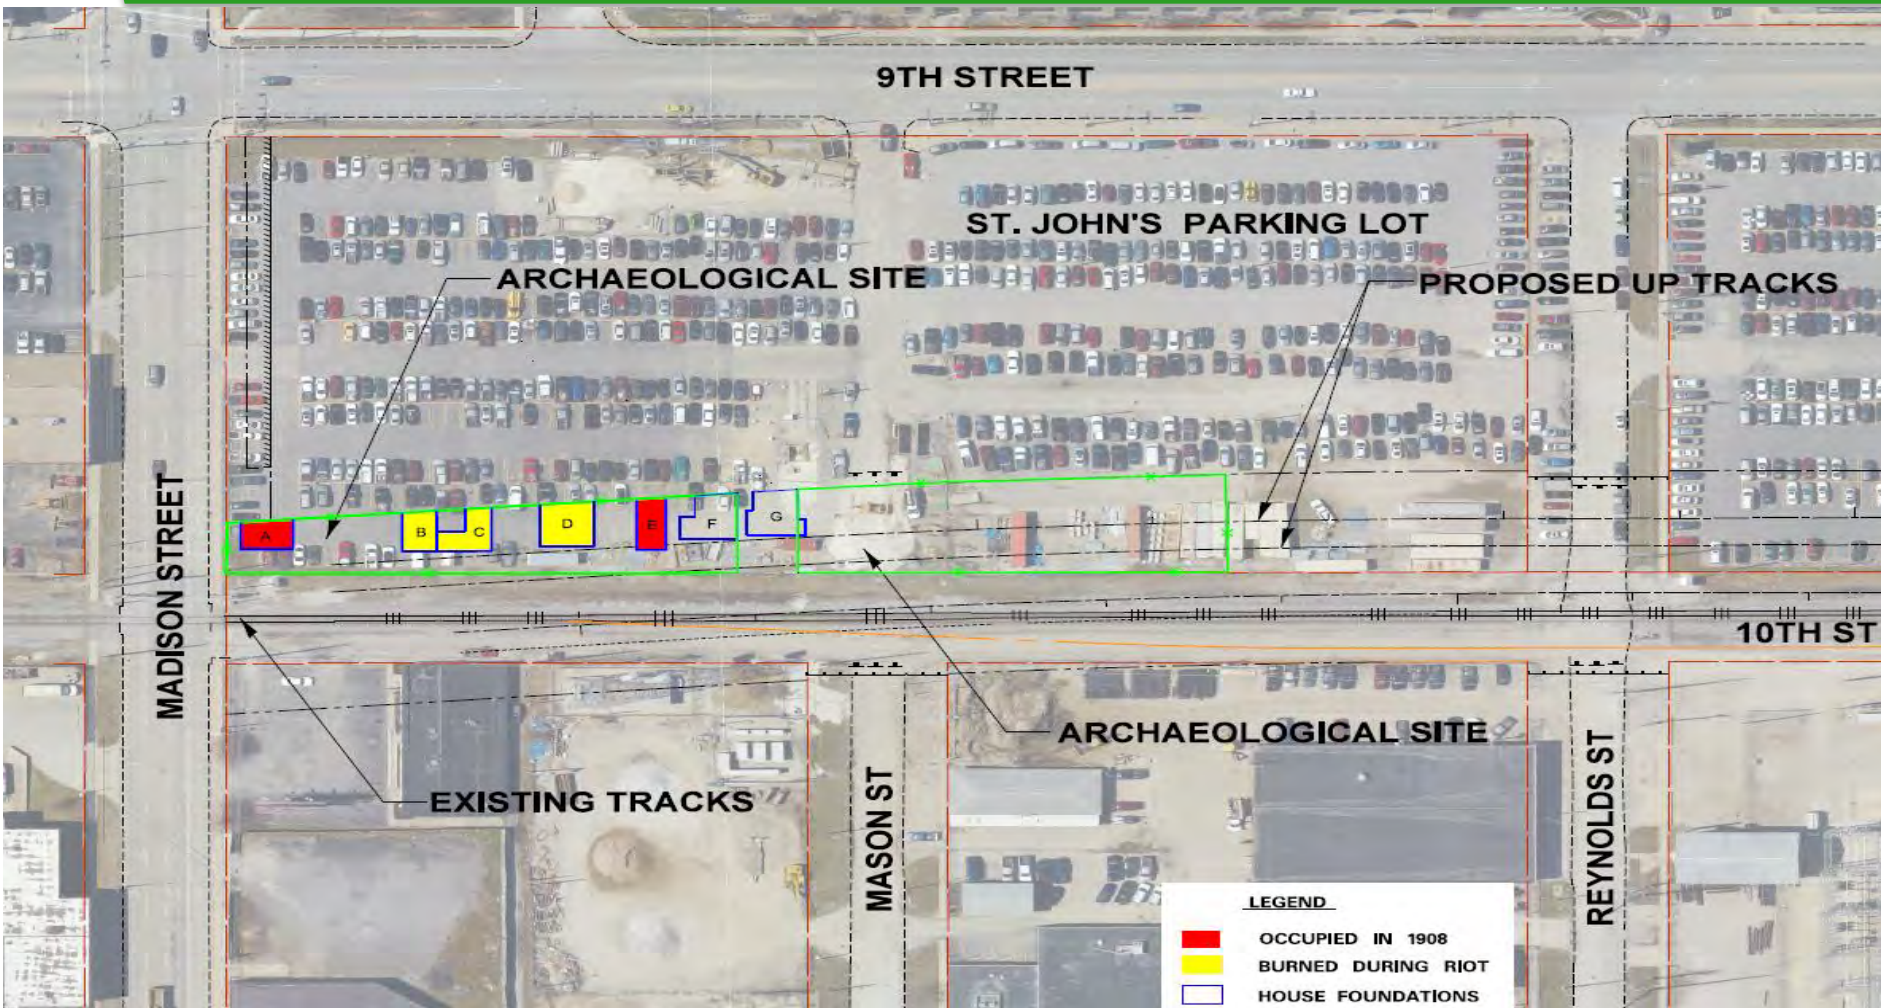 9TH STREET
ST. JOHN'S PARKING LOT
ARCHAEOLOGICAL SITE
PROPOSED UP TRACKS
MADISON STREET
A
B
C
D
E
F
G
10TH ST
ARCHAEOLOGICAL SITE
EXISTING TRACKS
MASON ST
REYNOLDS ST
LEGEND
OCCUPIED IN 1908
BURNED DURING RIOT
HOUSE FOUNDATIONS